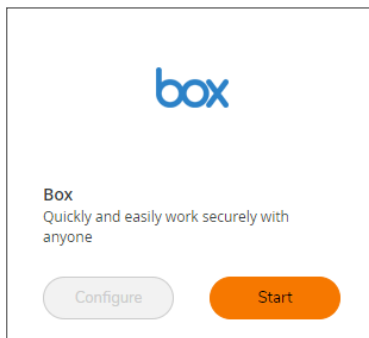 box
Box
Quickly and easily work securely with
anyone
Configure
Start